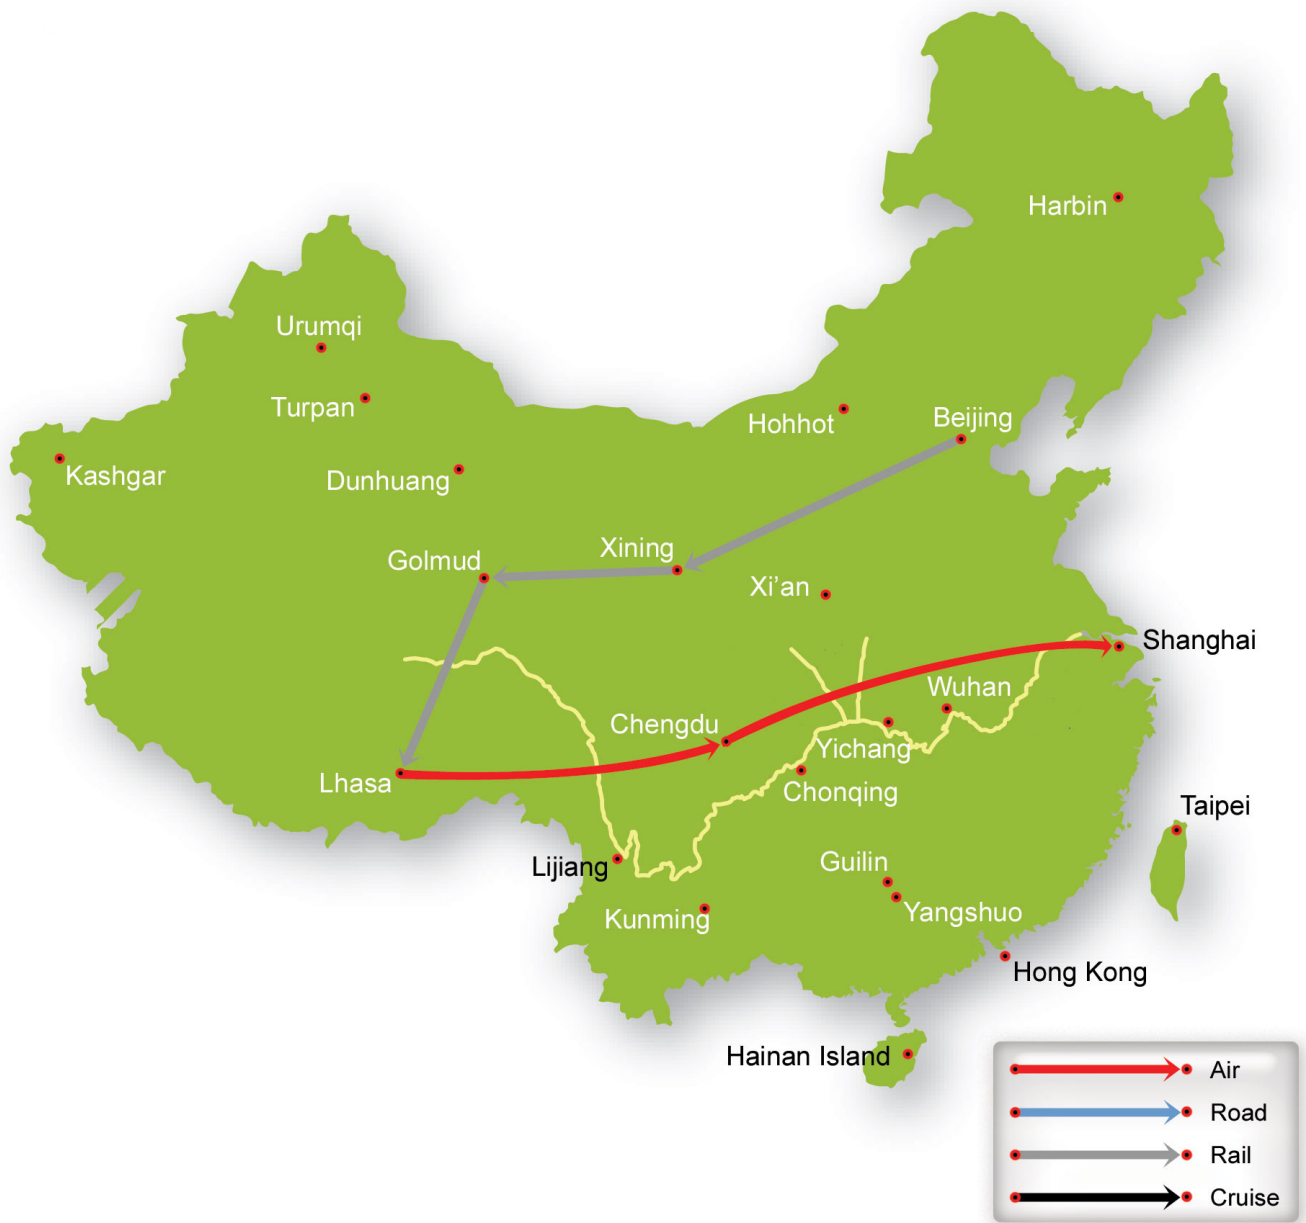 Harbin
Urumqi
Turpan
Hohhot
Beijing
Kashgar
Dunhuang
Golmud
Xining
Xi'an
Shanghai
Wuhan
Chengdu
Yichang
Lhasa
Chonqing
Taipei
Lijiang
Guilin
Kunming
Yangshuo
Hong Kong
Hainan Island
Air
Road
Rail
Cruise